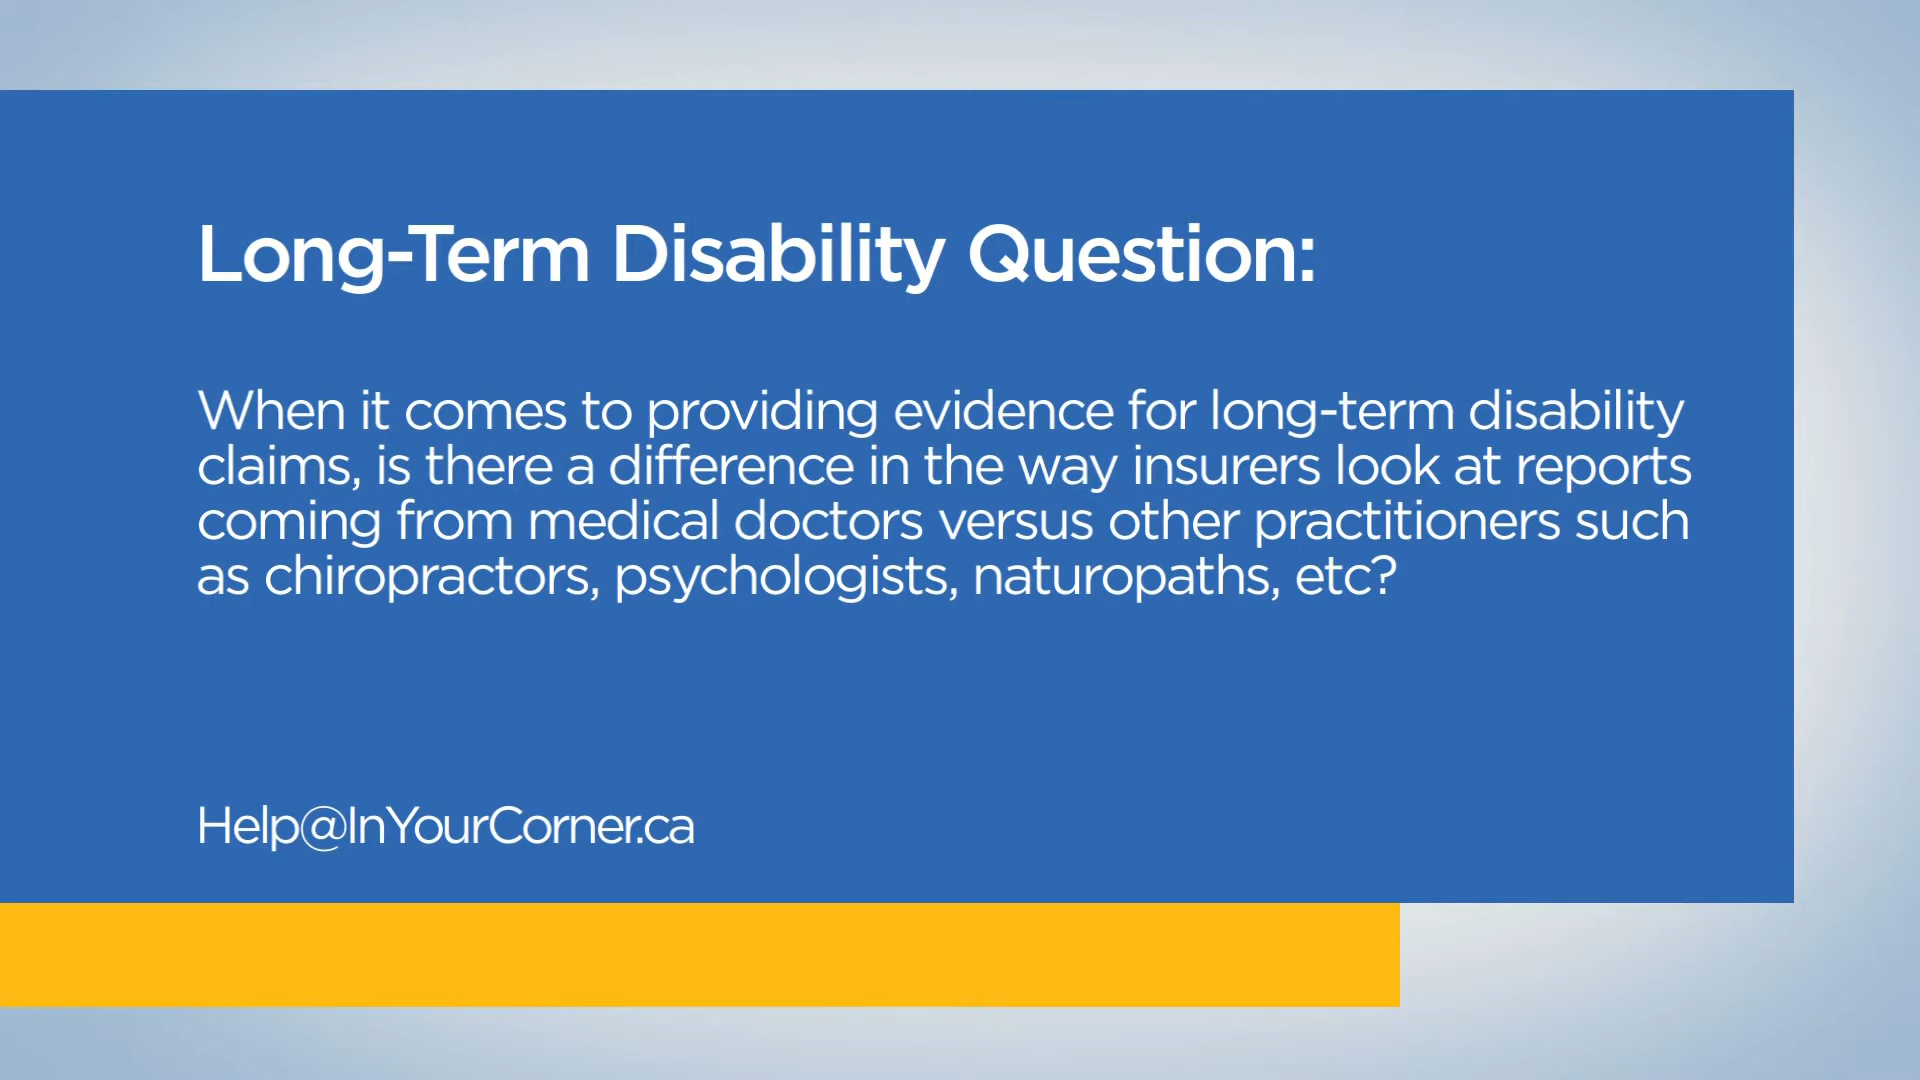 Long-Term Disability Question:
When it comes to providing evidence for long-term disability
claims, is there a difference in the way insurers look at reports
coming from medical doctors versus other practitioners such
as chiropractors, psychologists, naturopaths, etc?
Help@InYourCorner.ca